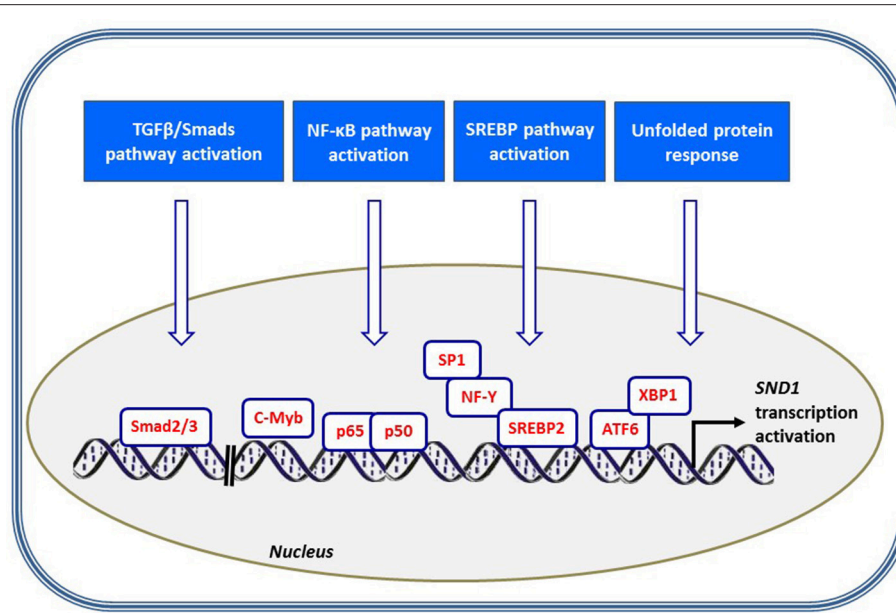 TGFβ/Smads
pathway activation
NF-κB pathway
activation
SREBP pathway
activation
Unfolded protein
response
SP1
NF-Y
XBP1
SND1
transcription
activation
Smad2/3
C-Myb
p65
p50
SREBP2
ATF6
Nucleus